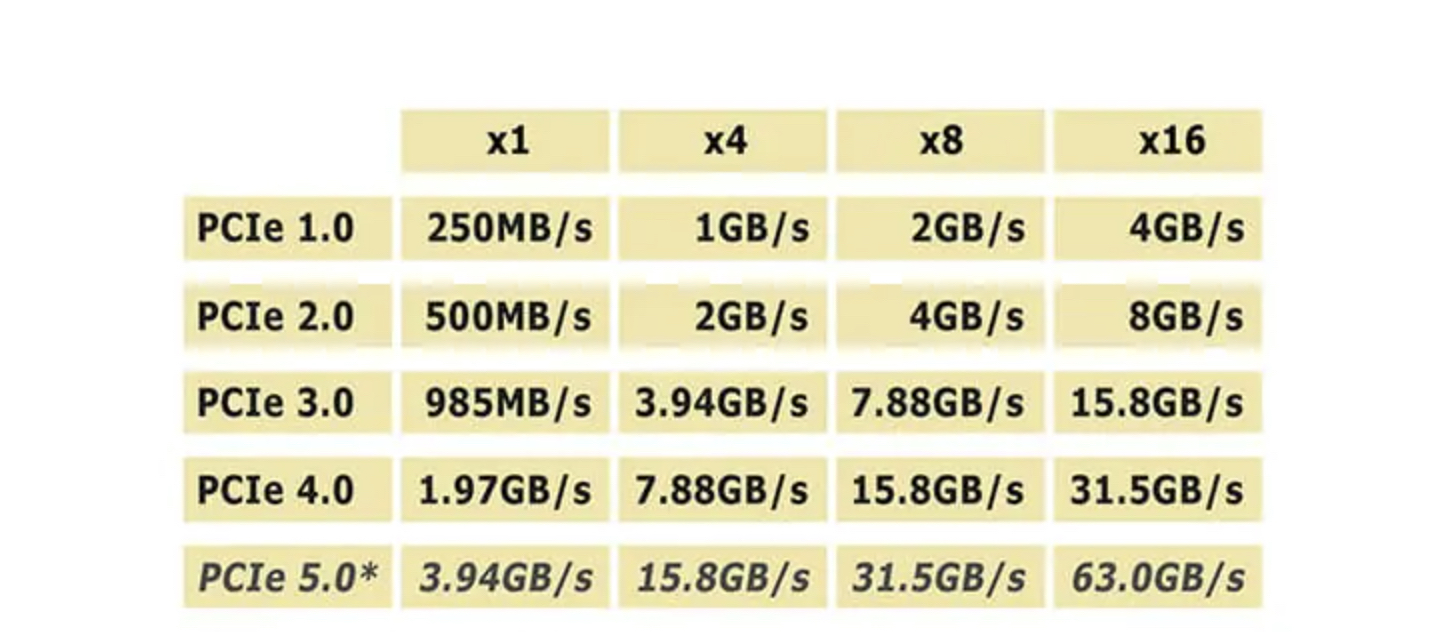 x1 x4 x8 x16
PCIe 1.0 250MB/s 1GB/s 2GB/s 4GB/s
PCIe 2.0 500MB/s 2GB/s 4GB/s 8GB/s
PCIe 3.0 985MB/s 3.94GB/s 7.88GB/s 15.8GB/s
PCIe 4.0 1.97GB/s 7.88GB/s 15.8GB/s 31.5GB/s
PCIe 5.0* 3.94GB/s 15.8GB/s 31.5GB/s 63.0GB/s